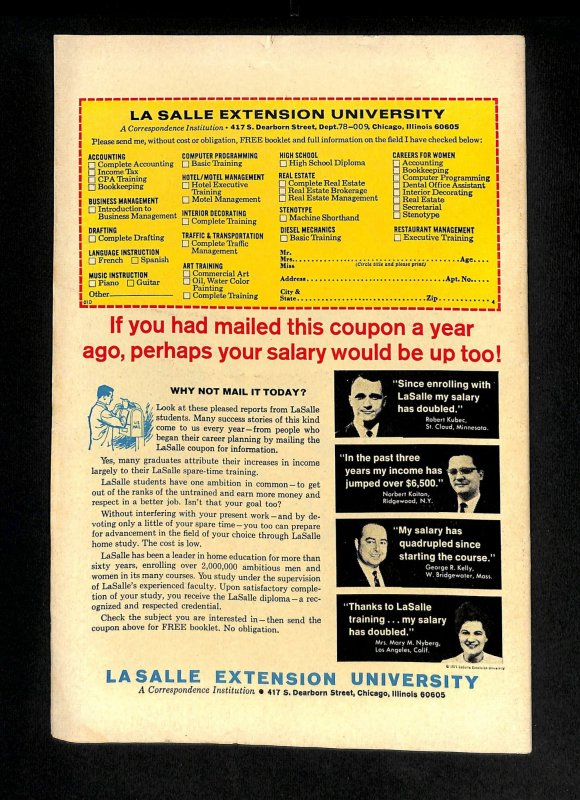 LA SALLE EXTENSION UNIVERSITY
A Correspondence Institution • 417 S. Dearborn Street, Dept. 78-009, Chicago, Illinois 60605
Please send me, without cost or obligation, FREE booklet and full information on the field I have checked below:
ACCOUNTING
Complete Accounting
Income Tax
CPA Training
Bookkeeping
BUSINESS MANAGEMENT
Introduction to
Business Management
DRAFTING
Complete Drafting
LANGUAGE INSTRUCTION
French Spanish
MUSIC INSTRUCTION
Piano Guitar
Other
COMPUTER PROGRAMMING
Basic Training
HOTEL/MOTEL MANAGEMENT
Hotel Executive
Training
Motel Management
INTERIOR DECORATING
Complete Training
TRAFFIC & TRANSPORTATION
Complete Traffic
Management
ART TRAINING
Commercial Art
Oil, Water Color
Painting
Complete Training
HIGH SCHOOL
High School Diploma
REAL ESTATE
Complete Real Estate
Real Estate Brokerage
Real Estate Management
STENOTYPE
Machine Shorthand
DIESEL MECHANICS
Basic Training
CAREERS FOR WOMEN
Accounting
Bookkeeping
Computer Programming
Dental Office Assistant
Interior Decorating
Real Estate
Secretarial
Stenotype
RESTAURANT MANAGEMENT
Executive Training
Mr.
Mrs. Age
Miss (Circle title and please print)
Address Apt. No.
City &
State Zip
4
If you had mailed this coupon a year
ago, perhaps your salary would be up too!
WHY NOT MAIL IT TODAY?
Look at these pleased reports from LaSalle
students. Many success stories of this kind
come to us every year—from people who
began their career planning by mailing the
LaSalle coupon for information.
Yes, many graduates attribute their increases in income
largely to their LaSalle spare-time training.
LaSalle students have one ambition in common—to get
out of the ranks of the untrained and earn more money and
respect in a better job. Isn't that your goal too?
Without interfering with your present work—and by de-
voting only a little of your spare time—you too can prepare
for advancement in the field of your choice through LaSalle
home study. The cost is low.
LaSalle has been a leader in home education for more than
sixty years, enrolling over 2,000,000 ambitious men and
women in its many courses. You study under the supervision
of LaSalle's experienced faculty. Upon satisfactory comple-
tion of your study, you receive the LaSalle diploma—a rec-
ognized and respected credential.
Check the subject you are interested in—then send the
coupon above for FREE booklet. No obligation.
"Since enrolling with
LaSalle my salary
has doubled."
Robert Kubec,
St. Cloud, Minnesota.
"In the past three
years my income has
jumped over $6,500."
Norbert Kaitan,
Ridgewood, N.Y.
"My salary has
quadrupled since
starting the course."
George R. Kelly,
W. Bridgewater, Mass.
"Thanks to LaSalle
training . . . my salary
has doubled."
Mrs. Mary M. Nyberg,
Los Angeles, Calif.
LaSalle Extension University
LASALLE EXTENSION UNIVERSITY
A Correspondence Institution • 417 S. Dearborn Street, Chicago, Illinois 60605